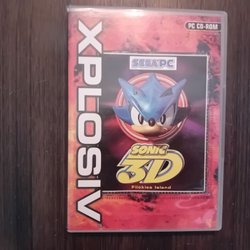 XPLOSIV
PC CD-ROM
SEGA PC
SONIC
3D
Flickies Island